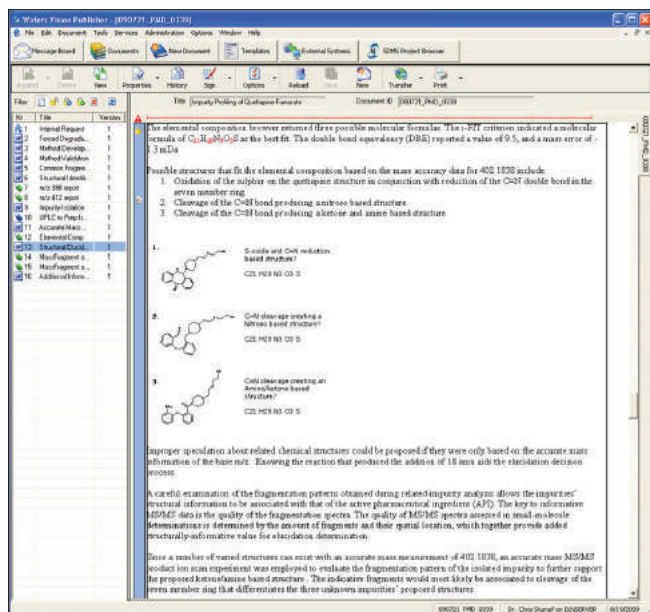 Waters Vision Publisher - [090721_PMD_0339]
File Edit Document Tools Services Administration Options Window Help
Message Board Documents New Document Templates External Systems SDMS Project Browser
Append Delete View Properties History Sign Options Reload Save New Transfer Print
Filter Title Impurity Profiling of Quetiapine Fumarate Document ID 090721_PMD_0339
Nr Title Version
1 Internal Request 1
2 Forced Degrada... 1
3 Method Develop... 1
4 Method Validation 1
5 Common Fragme... 1
6 Structural Identifi... 1
7 m/z 398 report 1
8 m/z 412 report 1
9 Impurity Isolation 1
10 UPLC to Prep Is... 1
11 Accurate Mass ... 1
12 Elemental Comp 1
13 Structural Elucid... 1
14 MassFragment a... 1
15 MassFragment a... 1
16 Additional Inform... 1
090721_PMD_0339
The elemental composition browser returned three possible molecular formulas. The i-FIT criterion indicated a molecular
formula of C21H28N3O3S as the best fit. The double bond equivalency (DBE) reported a value of 9.5, and a mass error of -
1.3 mDa
Possible structures that fit the elemental composition based on the mass accuracy data for 402.1838 include:
1. Oxidation of the sulphur on the quetiapine structure in conjunction with reduction of the C=N double bond in the
seven member ring
2. Cleavage of the C=N bond producing a nitroso based structure
3. Cleavage of the C=N bond producing a ketone and amine based structure
1.
S-oxide and C=N reduction
based structure?
C21 H28 N3 O3 S
2.
C=N cleavage creating a
Nitroso based structure?
C21 H28 N3 O3 S
3.
C=N cleavage creating an
Amine/ketone based
structure?
C21 H28 N3 O3 S
Improper speculation about related chemical structures could be proposed if they were only based on the accurate mass
information of the base m/z. Knowing the reaction that produced the addition of 18 amu aids the elucidation decision
process.
A careful examination of the fragmentation patterns obtained during related-impurity analysis allows the impurities'
structural information to be associated with that of the active pharmaceutical ingredient (API). The key to informative
MS/MS data is the quality of the fragmentation spectra. The quality of MS/MS spectra assessed in small-molecule
determinations is determined by the amount of fragments and their spatial location, which together provide added
structurally-informative value for elucidation determination.
Since a number of varied structures can exist with an accurate mass measurement of 402.1838, an accurate mass MS/MS
product ion scan experiment was employed to evaluate the fragmentation pattern of the isolated impurity to further support
the proposed ketone/amine based structure. The indicative fragments would most likely be associated to cleavage of the
seven member ring that differentiates the three unknown impurities' proposed structures.
090721_PMD_0339 Dr. Chris Stumpf on